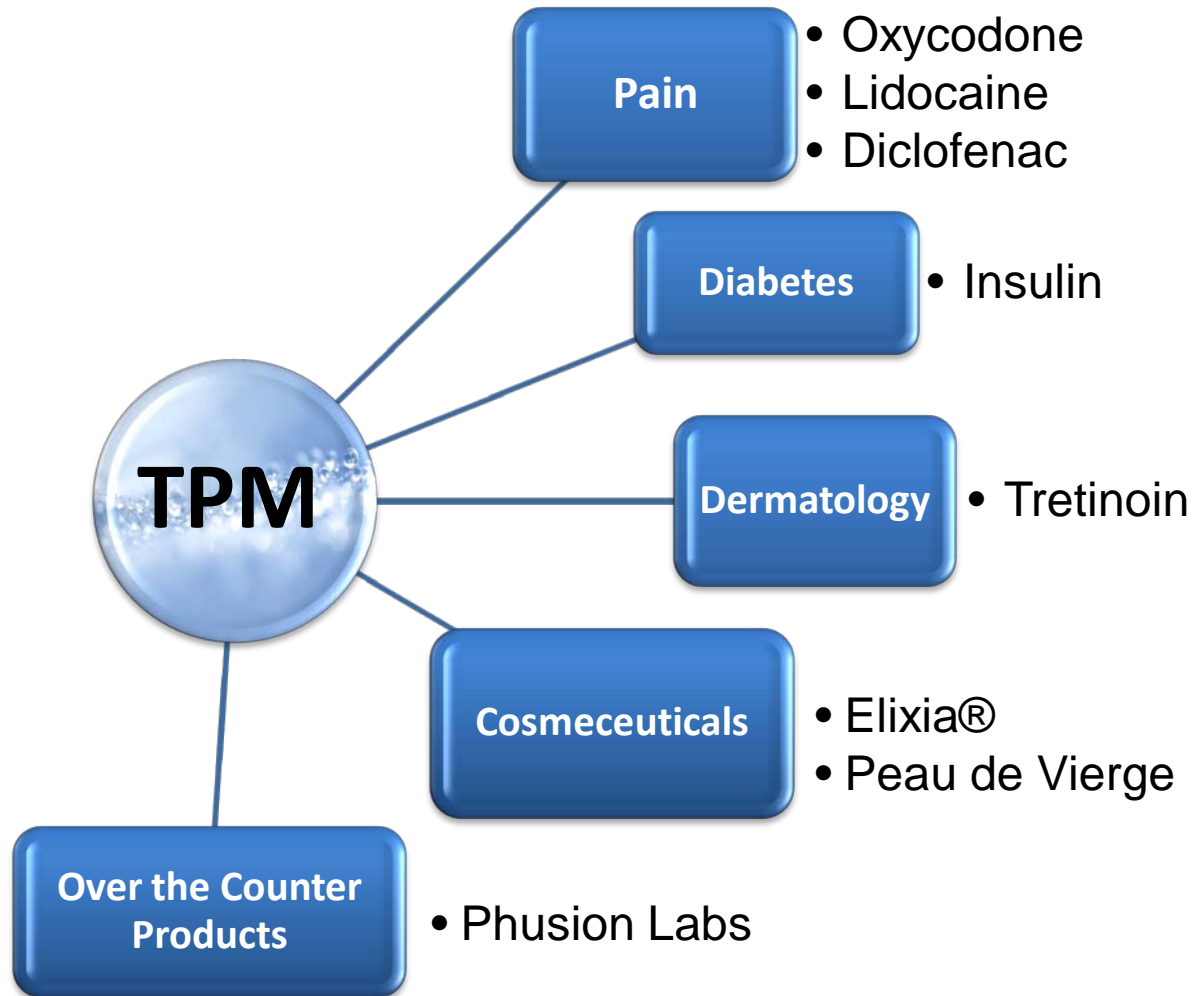 Pain
• Oxycodone
• Lidocaine
• Diclofenac
Diabetes
• Insulin
TPM
Dermatology
• Tretinoin
Cosmeceuticals
• Elixia®
• Peau de Vierge
Over the Counter
Products
• Phusion Labs